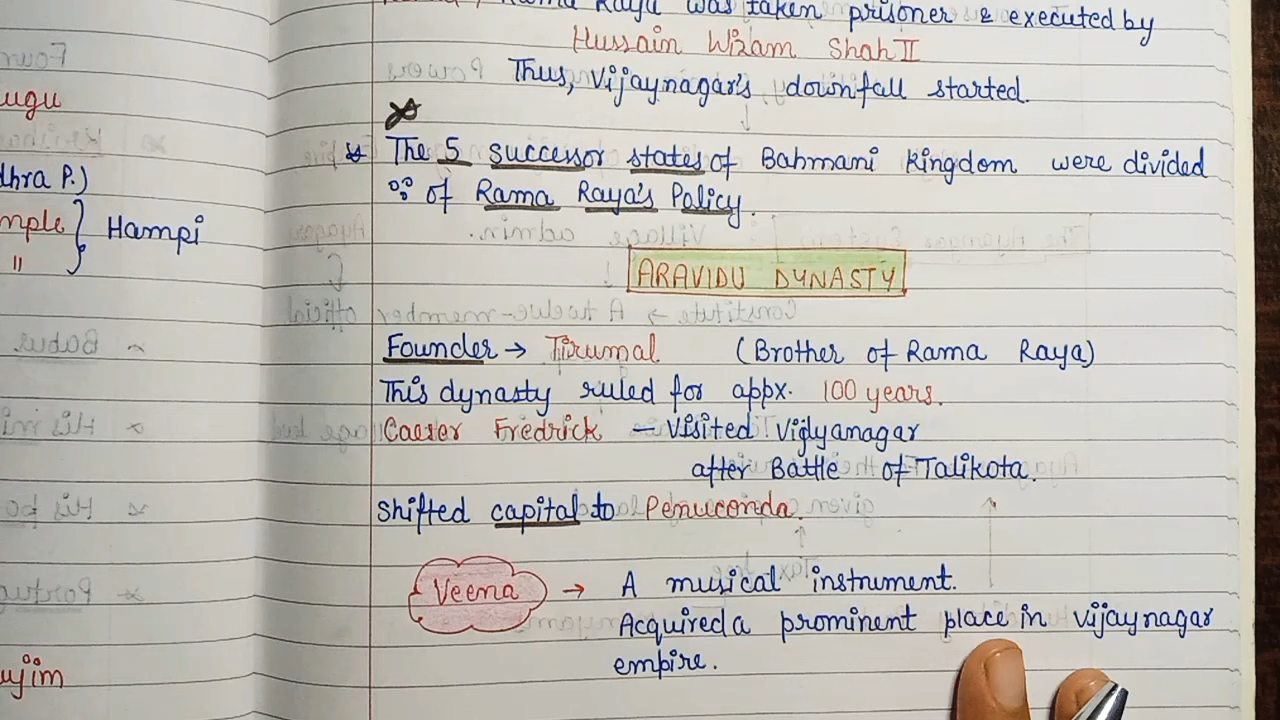 Rama Raya was taken prisoner & executed by
Hussain Nizam Shah II
Thus, Vijaynagar's downfall started.
The 5 successor states of Bahmani Kingdom were divided
∵ of Rama Raya's Policy.
ARAVIDU DYNASTY
Founder → Tirumal (Brother of Rama Raya)
This dynasty ruled for appx. 100 years.
Caeser Fredrick – Visited Vidyanagar
after Battle of Talikota.
Shifted capital to Penuconda.
Veena → A musical instrument.
Acquired a prominent place in Vijaynagar
empire.
ugu
dhra P.)
mple } Hampi
"
ujim